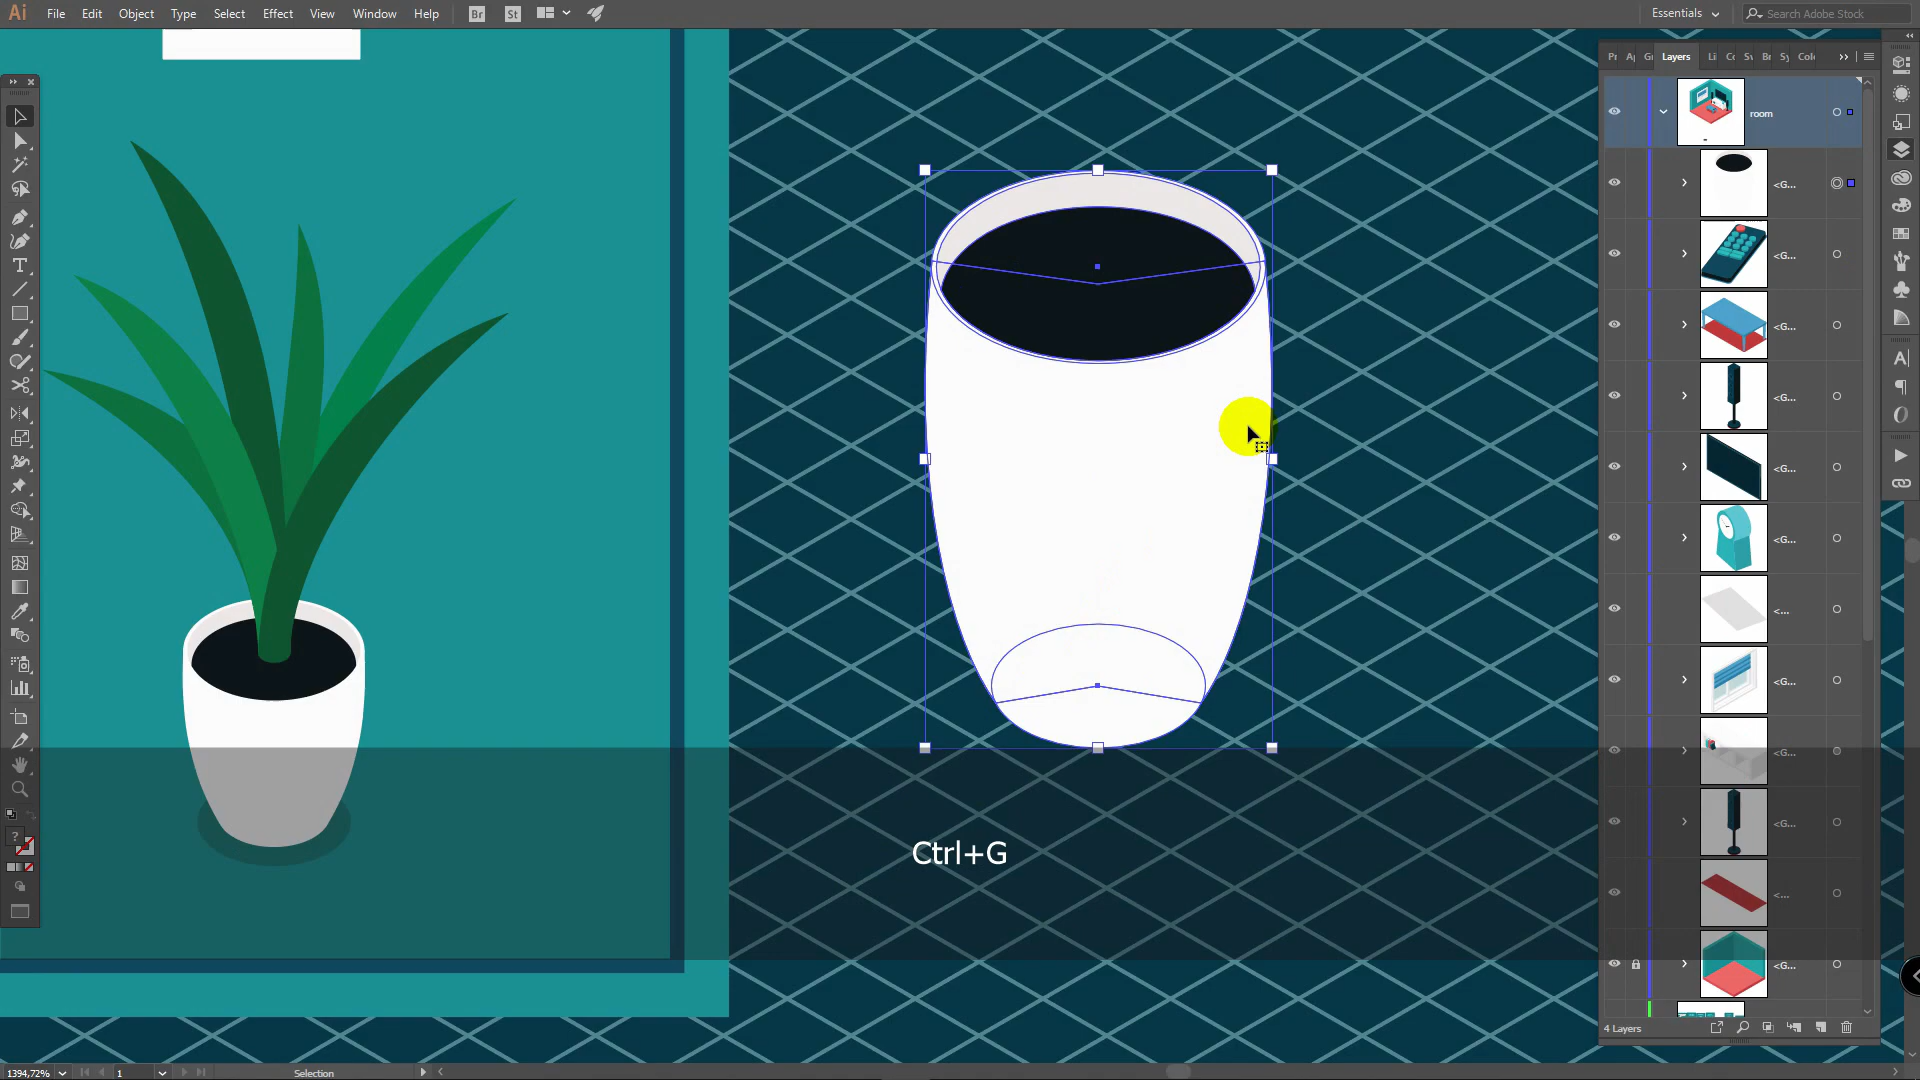 Ai File Edit Object Type Select Effect View Window Help Br St Essentials Search Adobe Stock
Layers Col
room
<G...
<G...
<G...
<G...
<G...
<G...
<...
<G...
<G...
<G...
<...
<G...
Ctrl+G
4 Layers
1394,72% 1 Selection